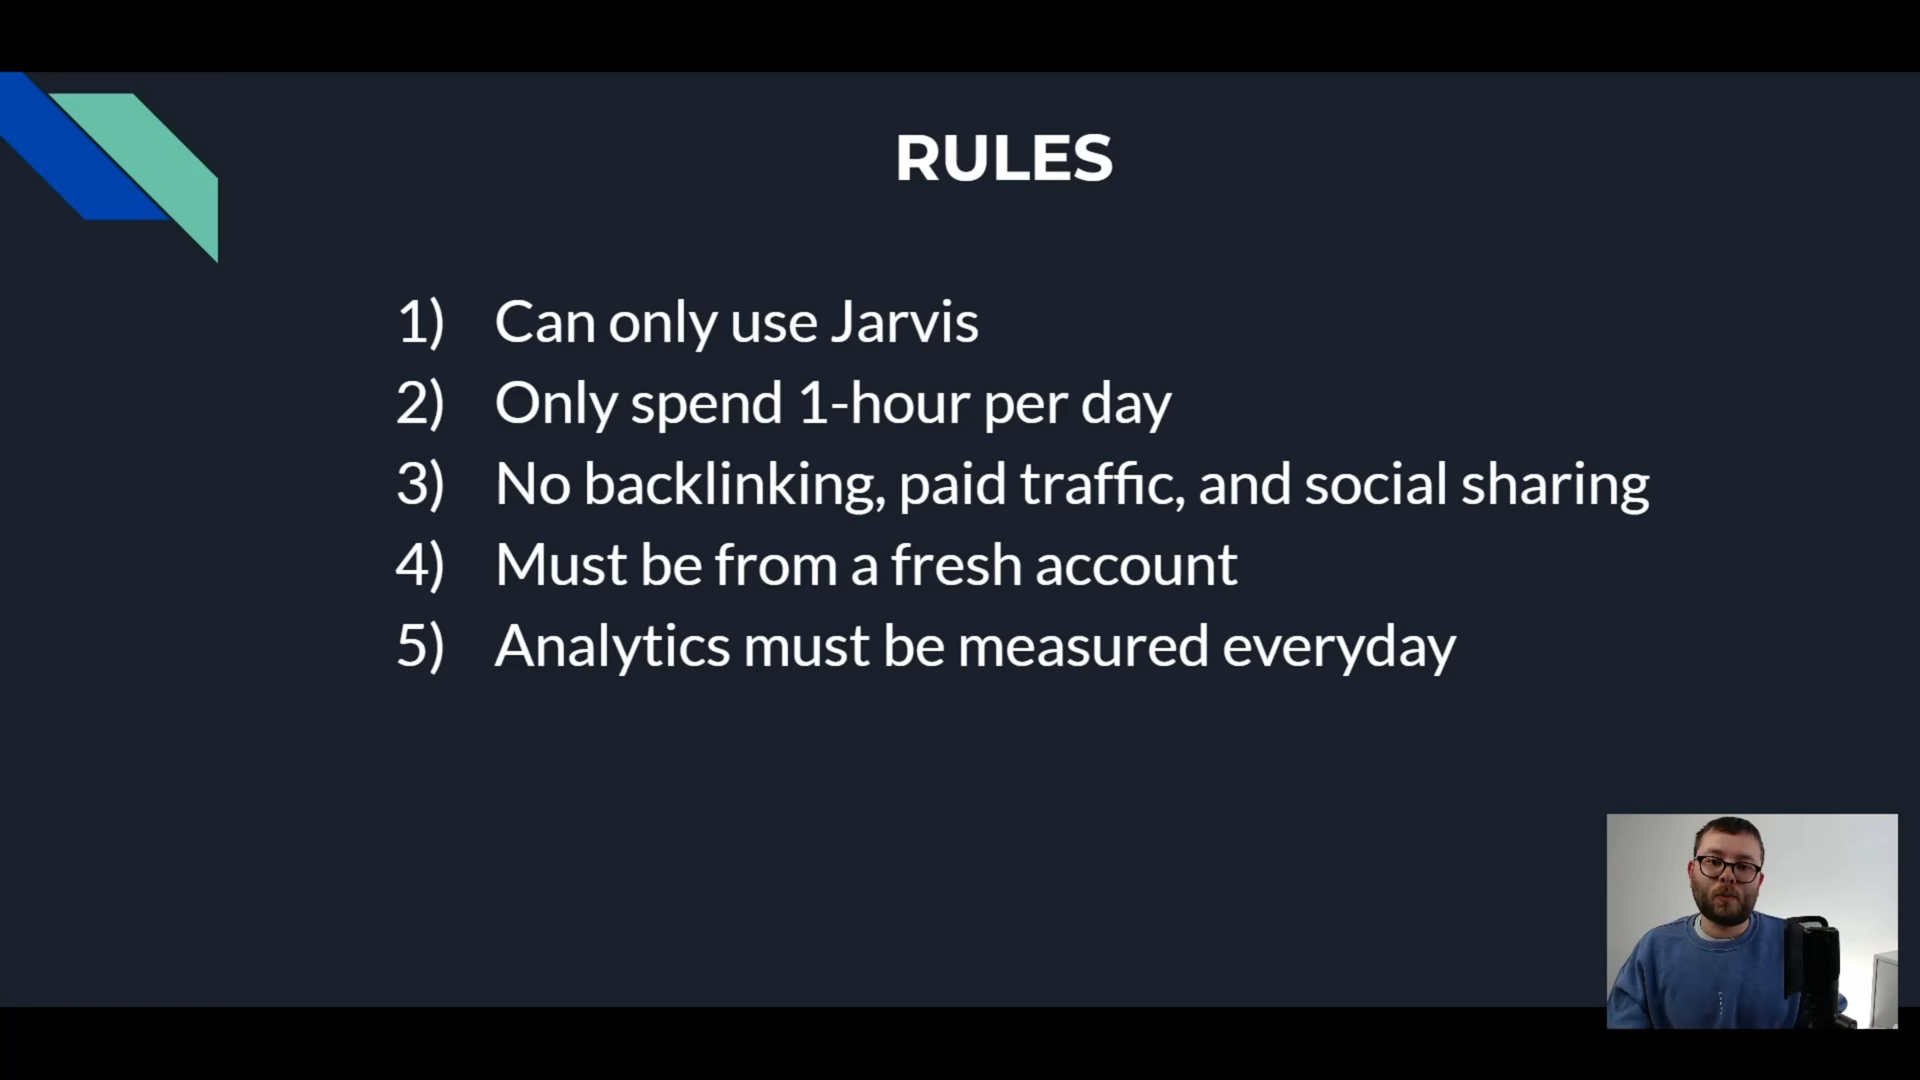 RULES
1) Can only use Jarvis
2) Only spend 1-hour per day
3) No backlinking, paid traffic, and social sharing
4) Must be from a fresh account
5) Analytics must be measured everyday